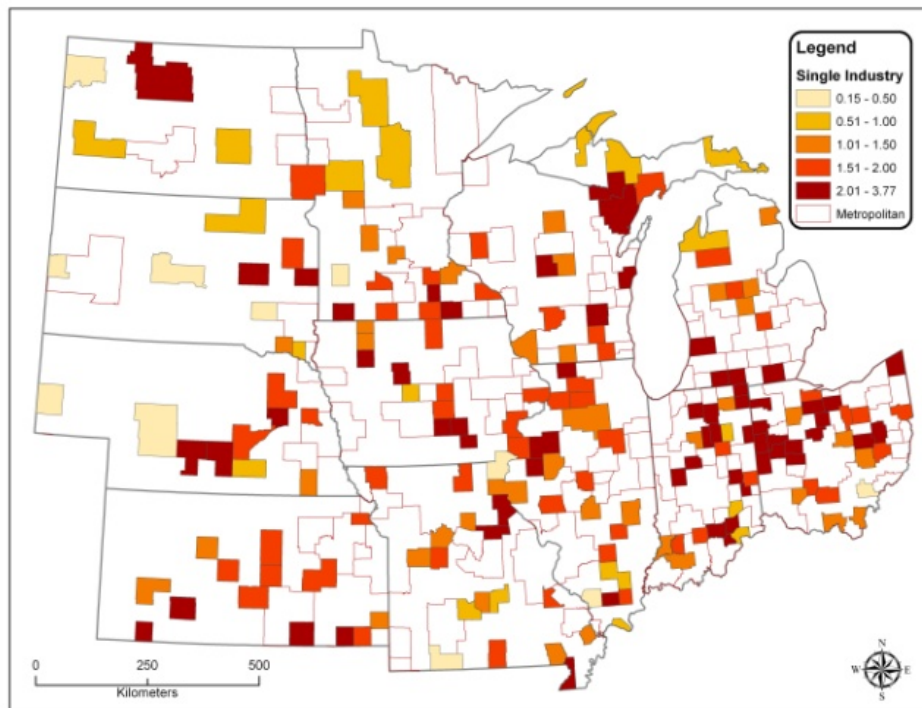 Legend
Single Industry
0.15 - 0.50
0.51 - 1.00
1.01 - 1.50
1.51 - 2.00
2.01 - 3.77
Metropolitan
0 250 500
Kilometers
N
W E
S